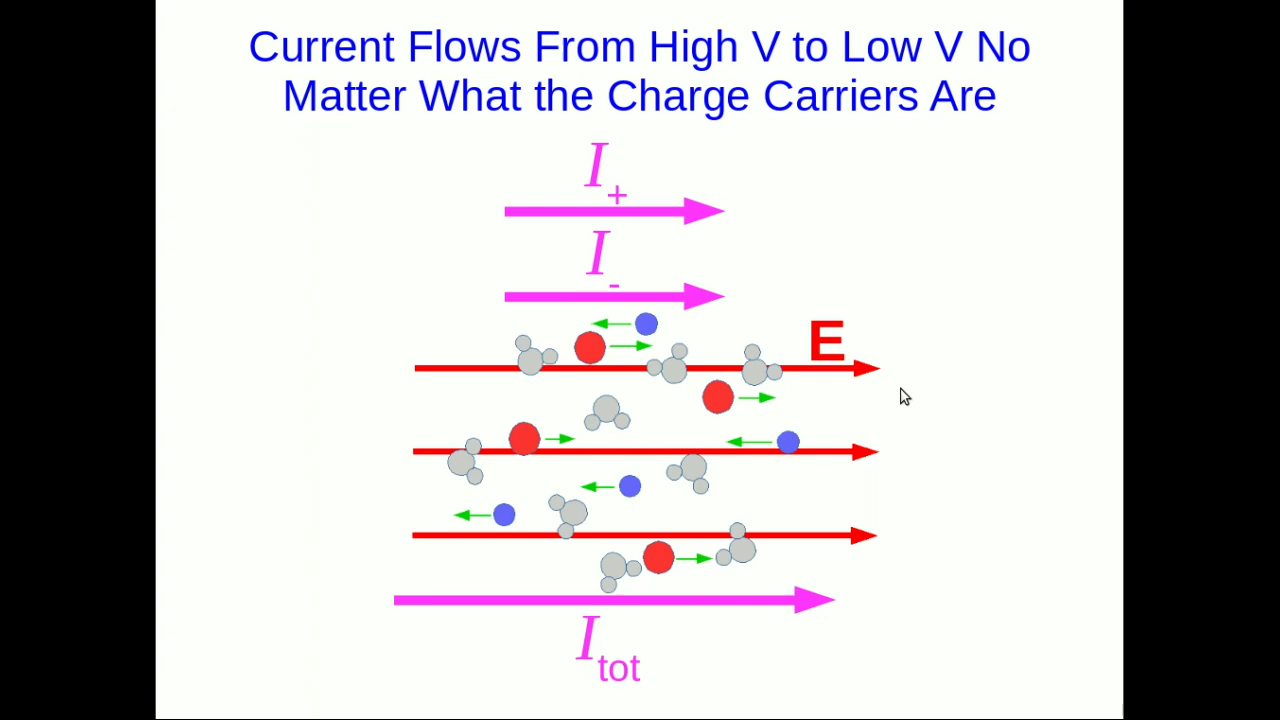 Current Flows From High V to Low V No
Matter What the Charge Carriers Are
I+
I-
E
Itot